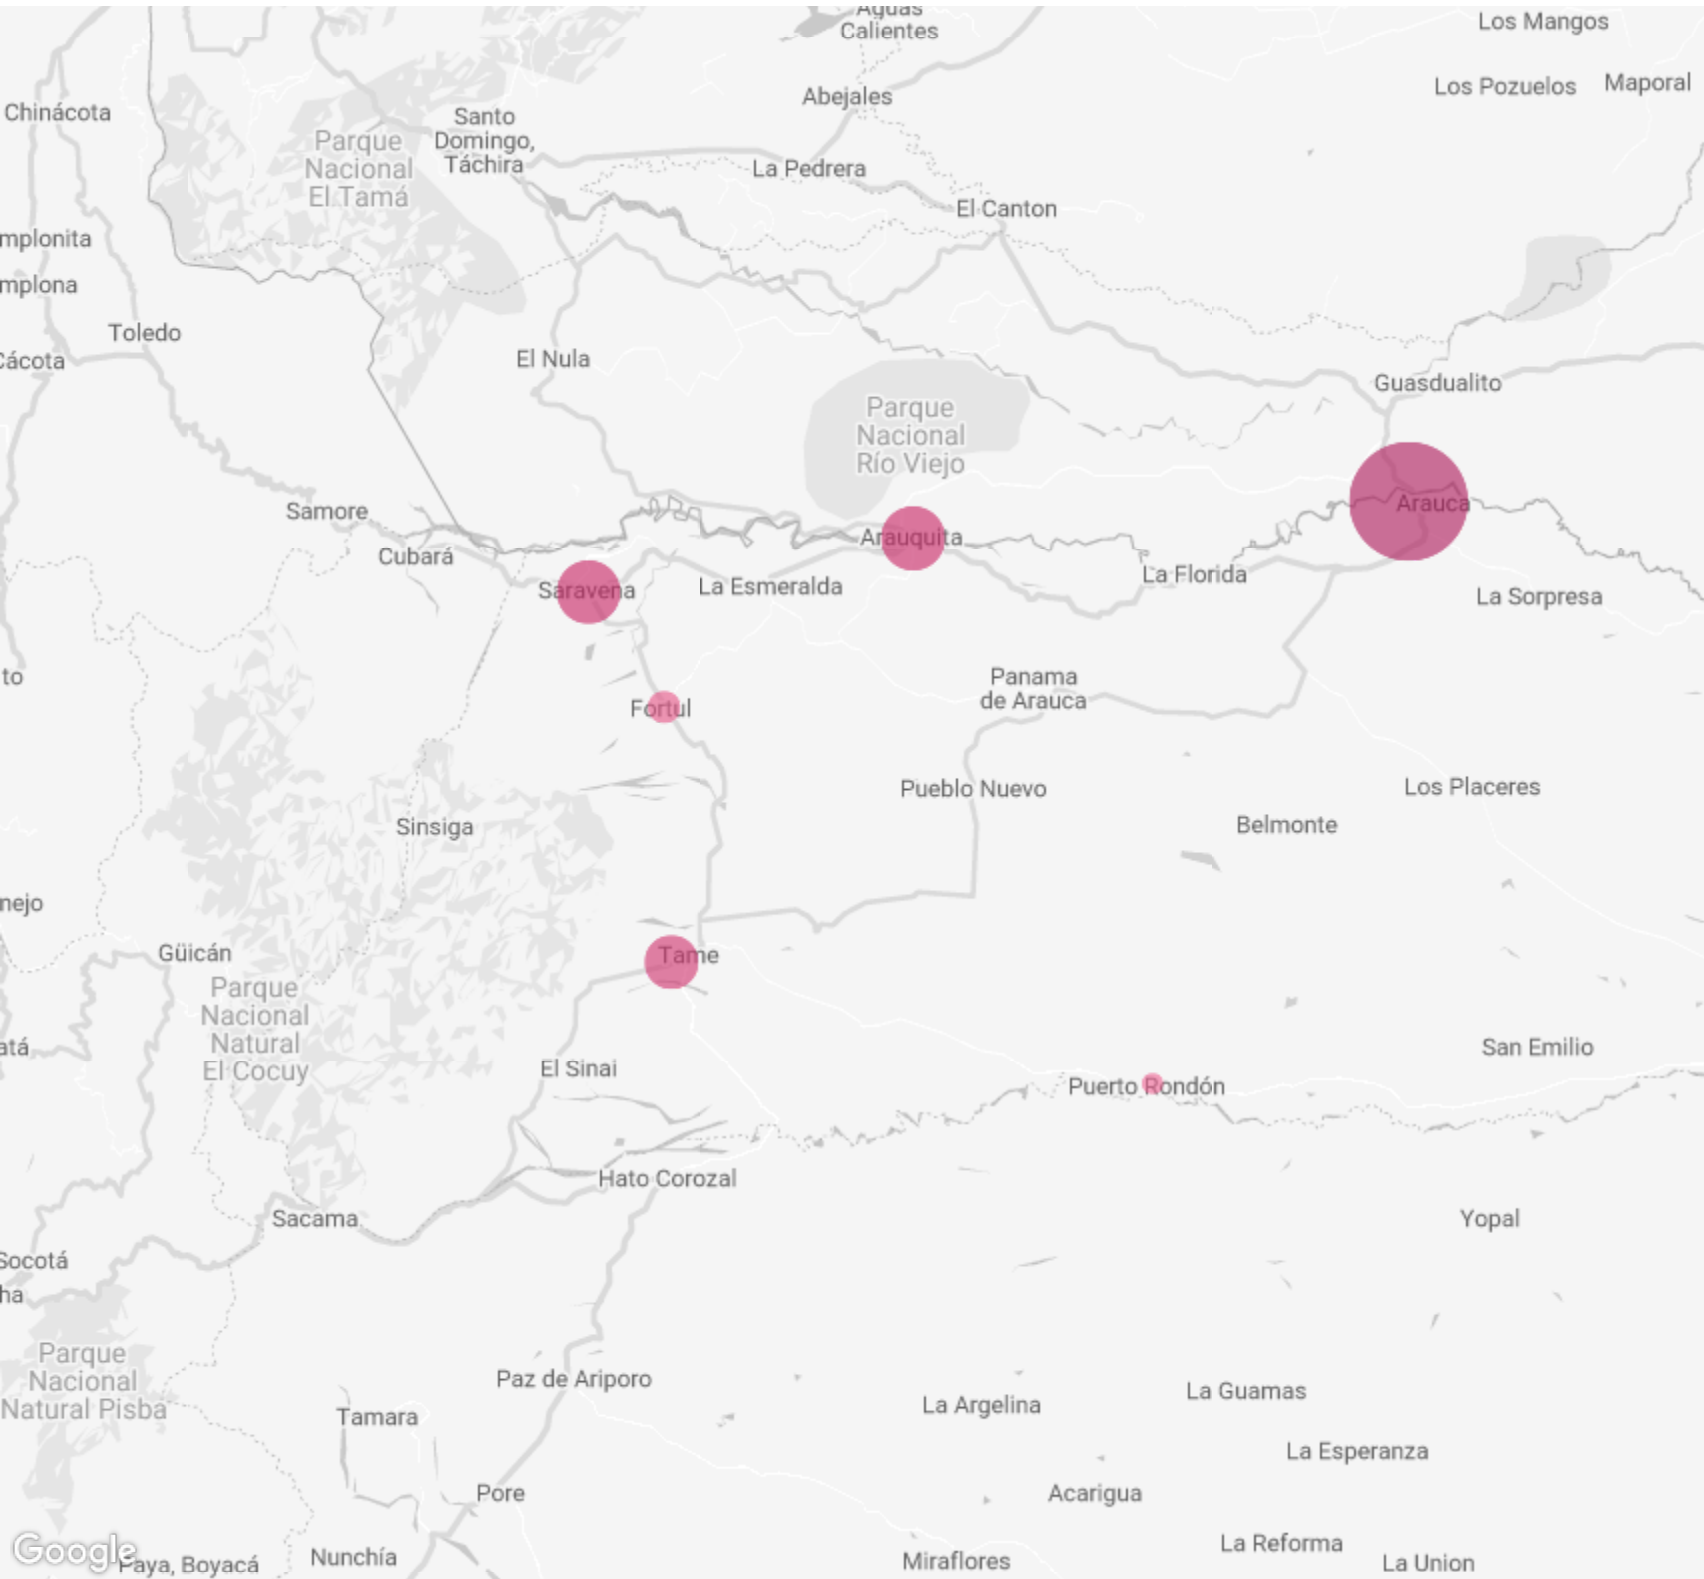 Aguas
Calientes
Los Mangos
Los Pozuelos
Maporal
Abejales
Chinácota
Santo
Domingo,
Táchira
Parque
Nacional
El Tamá
La Pedrera
El Canton
mplonita
mplona
Toledo
Cácota
El Nula
Guasdualito
Parque
Nacional
Río Viejo
Arauca
Samore
Arauquita
Cubará
La Florida
La Esmeralda
Saravena
La Sorpresa
to
Panama
de Arauca
Fortul
Pueblo Nuevo
Los Placeres
Belmonte
Sinsiga
nejo
Güicán
Tame
Parque
Nacional
Natural
El Cocuy
atá
San Emilio
El Sinai
Puerto Rondón
Hato Corozal
Sacama
Yopal
Socotá
ha
Parque
Nacional
Natural Pisba
Paz de Ariporo
La Guamas
La Argelina
Tamara
La Esperanza
Pore
Acarigua
La Reforma
Google
Paya, Boyacá
Nunchía
Miraflores
La Union